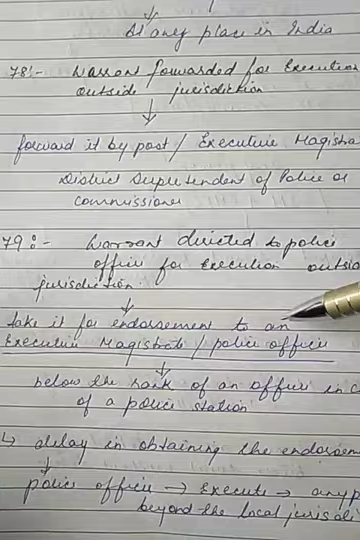 ↓
at any place in India
78:- Warrant forwarded for Execution
outside jurisdiction
↓
forward it by post / Executive Magistra
District Superintendent of Police or
commissioner
79:- Warrant directed to police
officer for Execution outsid
jurisdiction.
↓
take it for endorsement to an
Executive Magistrate / police officer
↓
below the rank of an officer in c
of a police station
↳ delay in obtaining the endorsem
↓
police officer → Execute → any p
beyond the local jurisdi